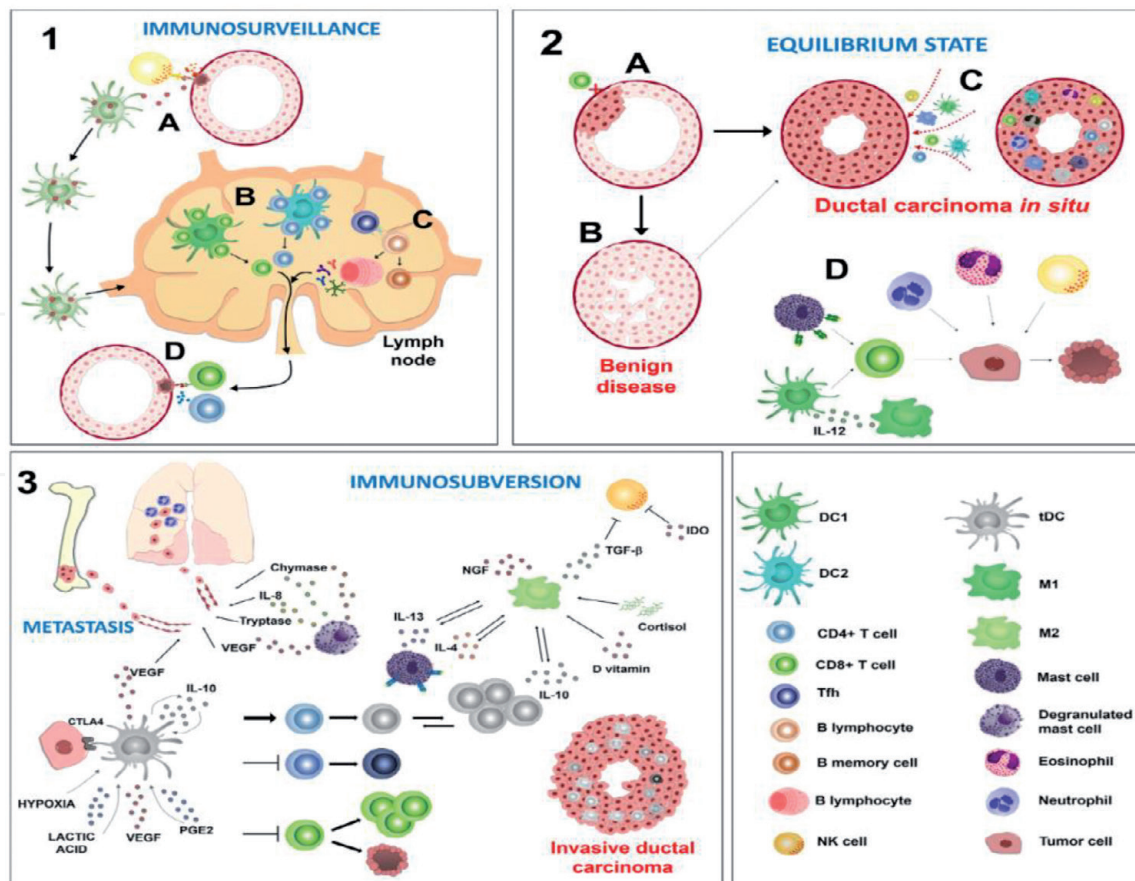 1
IMMUNOSURVEILLANCE
A
B
C
Lymph
node
D
2
EQUILIBRIUM STATE
A
C
Ductal carcinoma in situ
B
Benign
disease
D
IL-12
3
IMMUNOSUBVERSION
METASTASIS
Chymase
IL-8
Tryptase
VEGF
VEGF
IL-10
CTLA4
HYPOXIA
LACTIC
ACID
VEGF
PGE2
NGF
TGF-β
IDO
IL-13
IL-4
Cortisol
D vitamin
IL-10
Invasive ductal
carcinoma
DC1
DC2
CD4+ T cell
CD8+ T cell
Tfh
B lymphocyte
B memory cell
B lymphocyte
NK cell
tDC
M1
M2
Mast cell
Degranulated
mast cell
Eosinophil
Neutrophil
Tumor cell